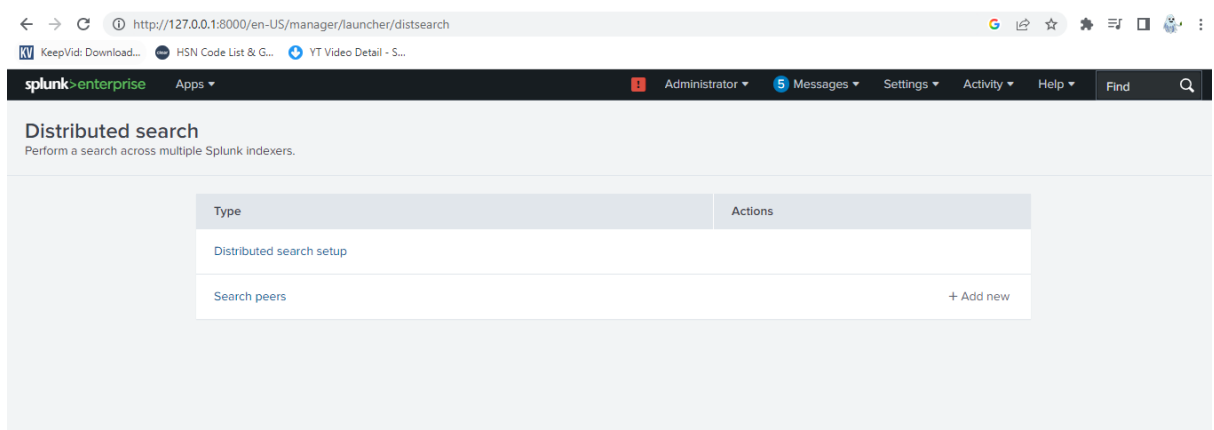 http://127.0.0.1:8000/en-US/manager/launcher/distsearch
KV KeepVid: Download... HSN Code List & G... YT Video Detail - S...
splunk>enterprise Apps ! Administrator 5 Messages Settings Activity Help Find
Distributed search
Perform a search across multiple Splunk indexers.
Type Actions
Distributed search setup
Search peers + Add new